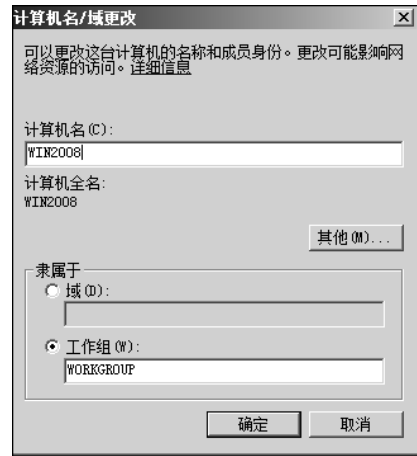 计算机名/域更改
可以更改这台计算机的名称和成员身份。更改可能影响网
络资源的访问。详细信息
计算机名(C):
WIN2008
计算机全名:
WIN2008
其他(M)...
隶属于
域(D):
工作组(W):
WORKGROUP
确定
取消